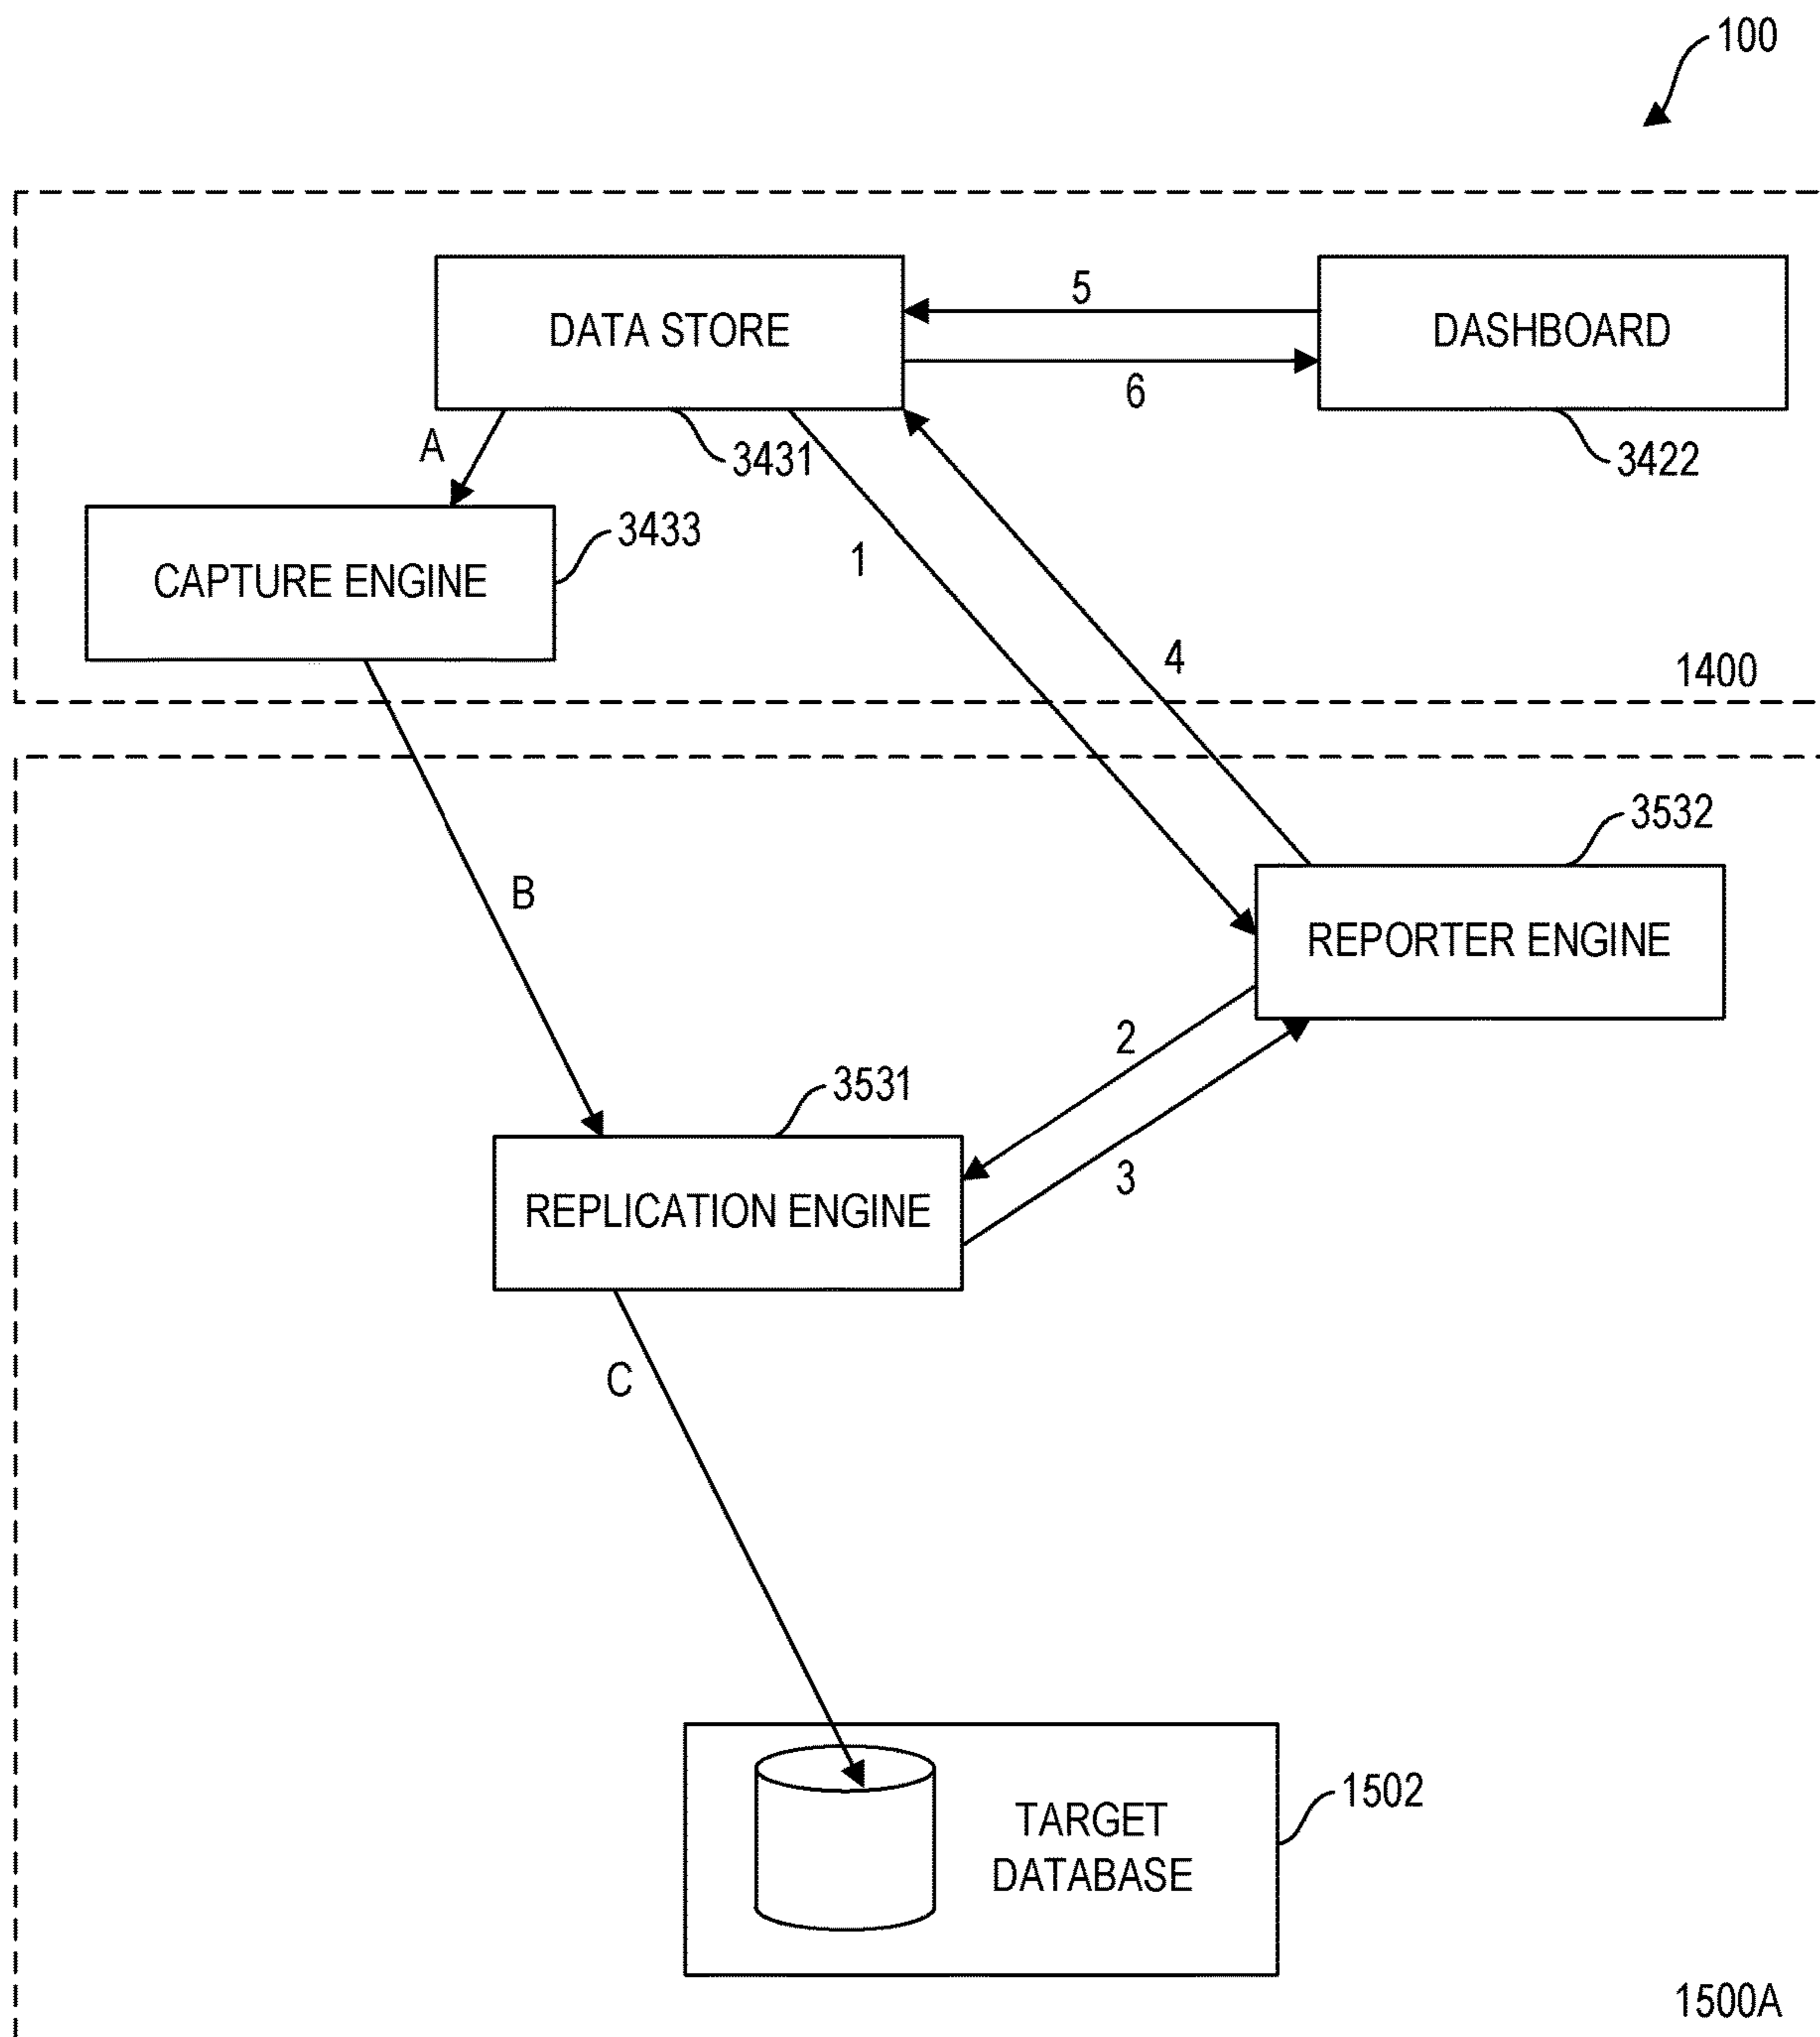 100
5
DATA STORE
DASHBOARD
6
A
3431
3422
3433
1
CAPTURE ENGINE
4
1400
3532
B
REPORTER ENGINE
2
3531
3
REPLICATION ENGINE
C
1502
TARGET
DATABASE
1500A